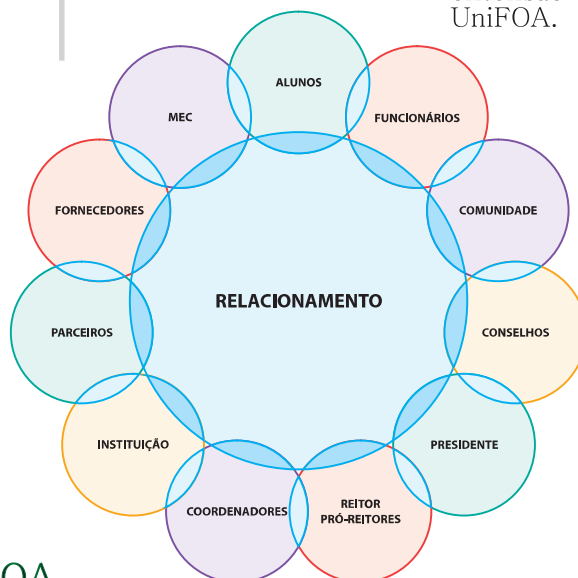 UniFOA.
ALUNOS
MEC
FUNCIONÁRIOS
FORNECEDORES
COMUNIDADE
RELACIONAMENTO
PARCEIROS
CONSELHOS
INSTITUIÇÃO
PRESIDENTE
COORDENADORES
REITOR
PRÓ-REITORES